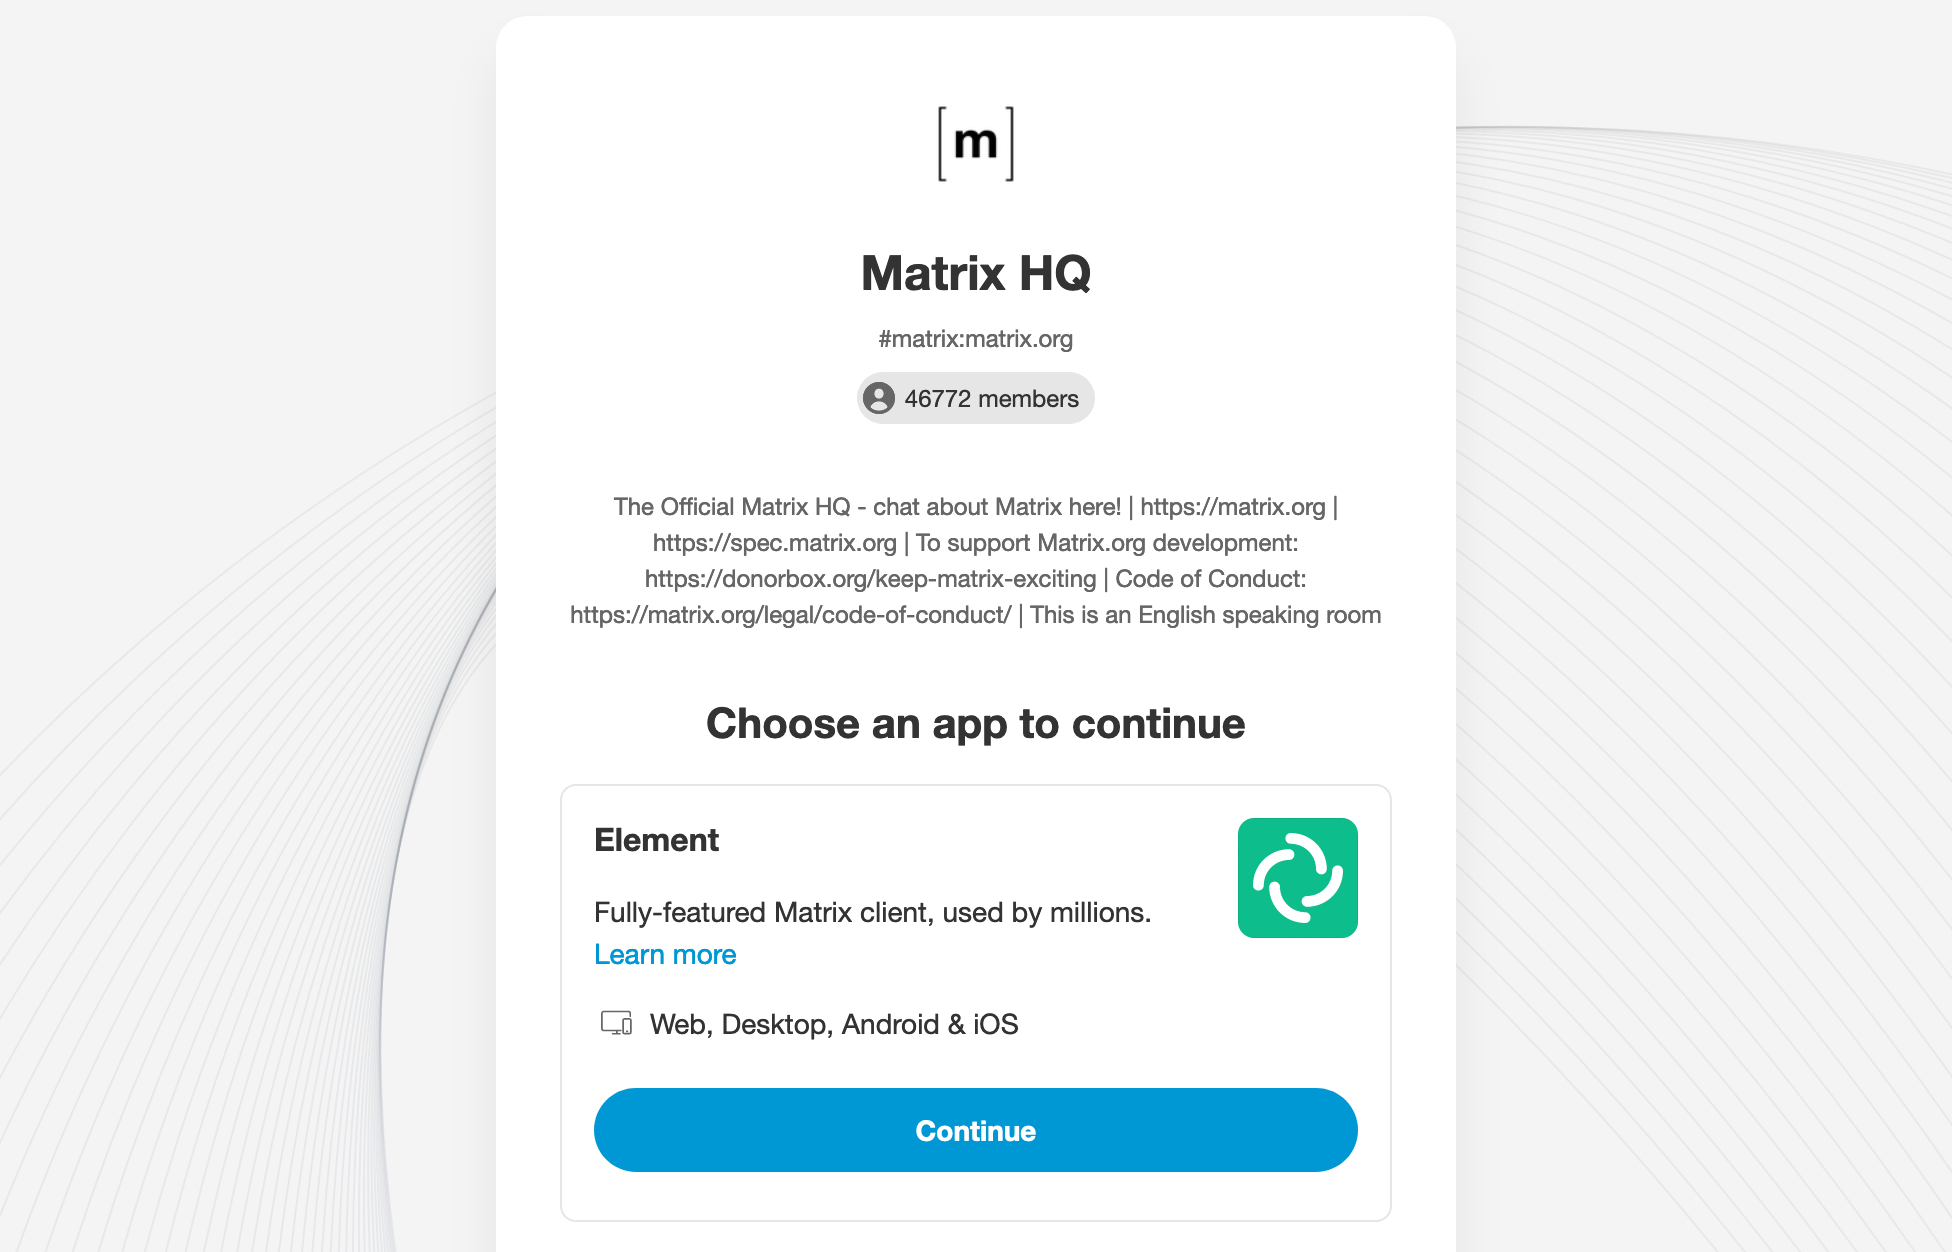 [m]
Matrix HQ
#matrix:matrix.org
46772 members
The Official Matrix HQ - chat about Matrix here! | https://matrix.org |
https://spec.matrix.org | To support Matrix.org development:
https://donorbox.org/keep-matrix-exciting | Code of Conduct:
https://matrix.org/legal/code-of-conduct/ | This is an English speaking room
Choose an app to continue
Element
Fully-featured Matrix client, used by millions.
Learn more
Web, Desktop, Android & iOS
Continue